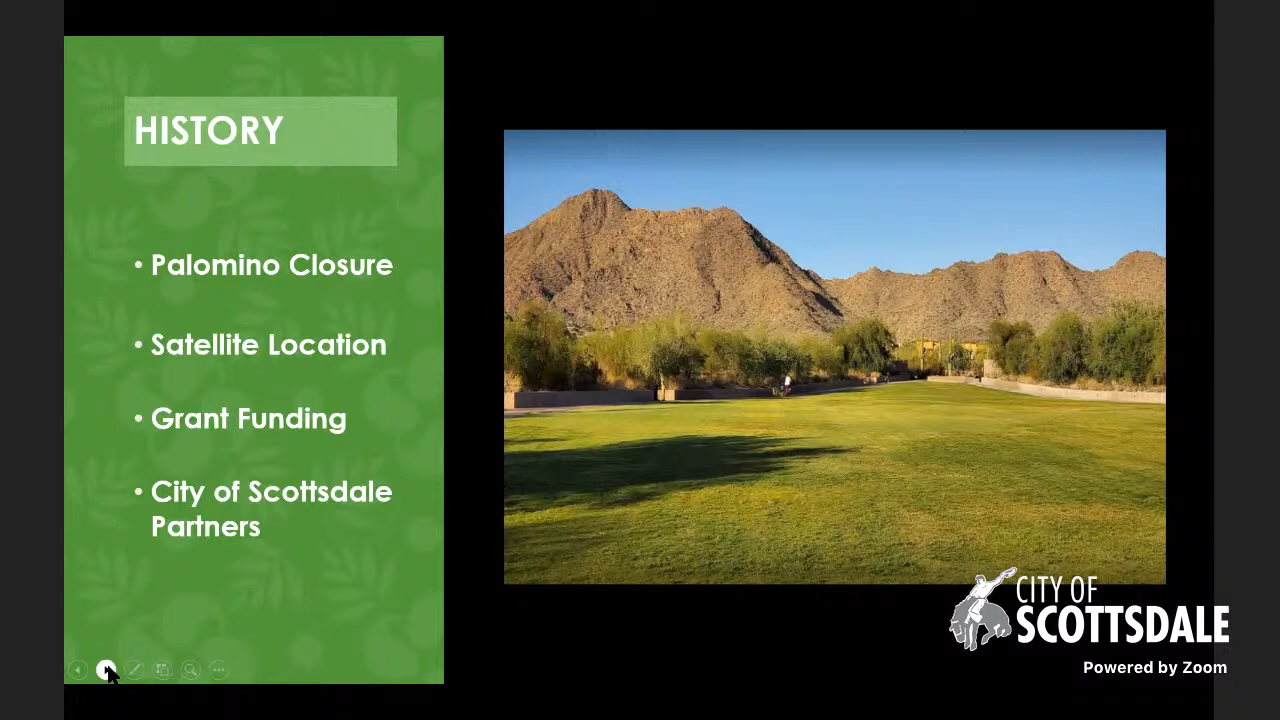 HISTORY
• Palomino Closure
• Satellite Location
• Grant Funding
• City of Scottsdale
Partners
CITY OF
SCOTTSDALE
Powered by Zoom